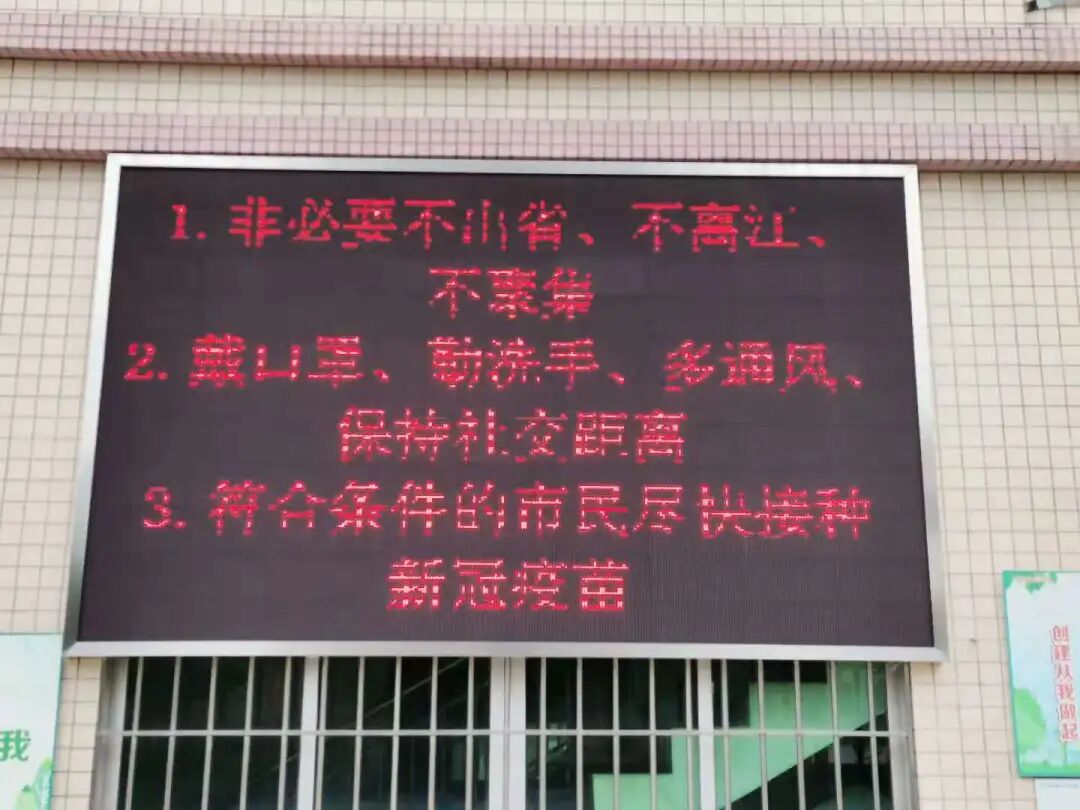 1. 非必要不出省、不离江、
不聚集
2. 戴口罩、勤洗手、多通风、
保持社交距离
3. 符合条件的市民尽快接种
新冠疫苗
我
创建从我做起